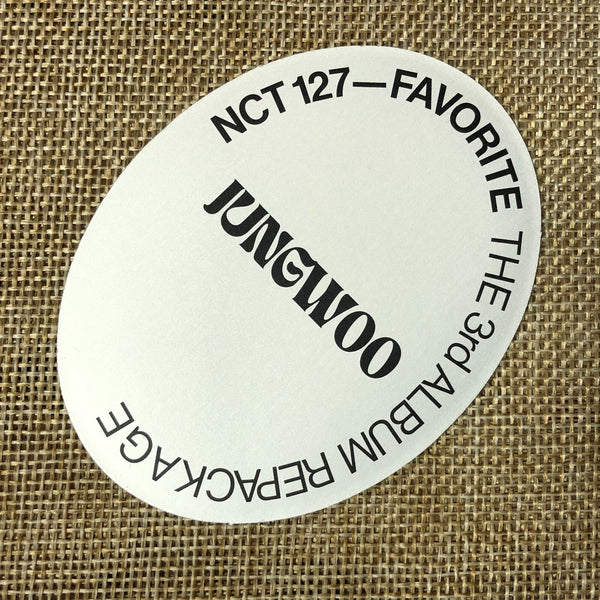 NCT 127—FAVORITE THE 3rd ALBUM REPACKAGE
JUNGWOO